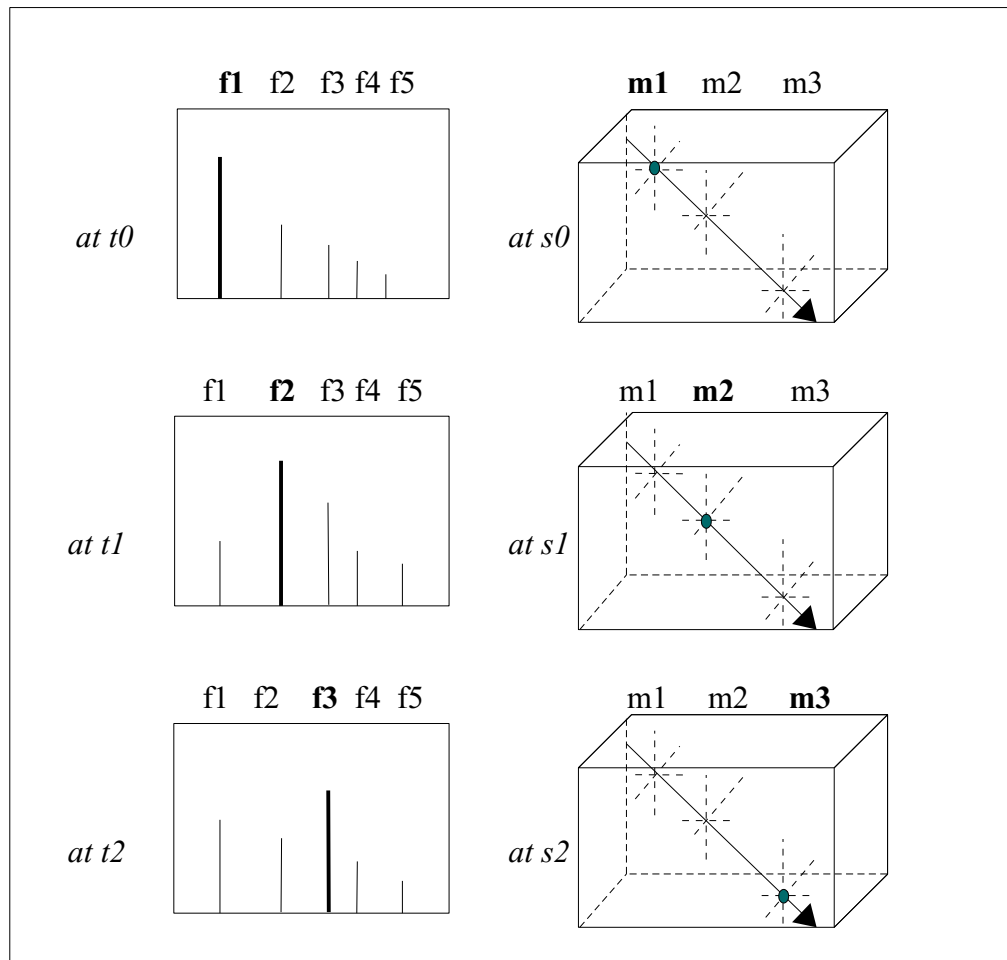 f1 f2 f3 f4 f5
m1 m2 m3
at t0
at s0
f1 f2 f3 f4 f5
m1 m2 m3
at t1
at s1
f1 f2 f3 f4 f5
m1 m2 m3
at t2
at s2